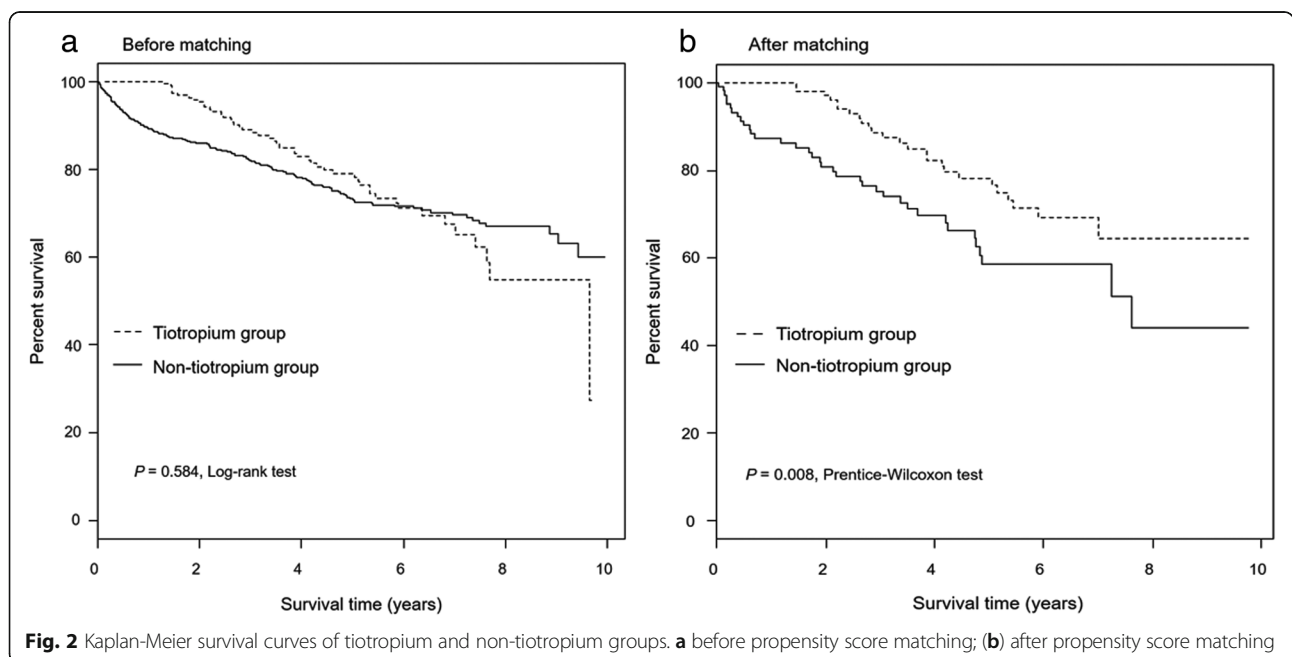 a Before matching
Percent survival
100
80
60
40
20
0
Tiotropium group
Non-tiotropium group
P = 0.584, Log-rank test
0 2 4 6 8 10
Survival time (years)
b After matching
Percent survival
100
80
60
40
20
0
Tiotropium group
Non-tiotropium group
P = 0.008, Prentice-Wilcoxon test
0 2 4 6 8 10
Survival time (years)
Fig. 2 Kaplan-Meier survival curves of tiotropium and non-tiotropium groups. a before propensity score matching; (b) after propensity score matching